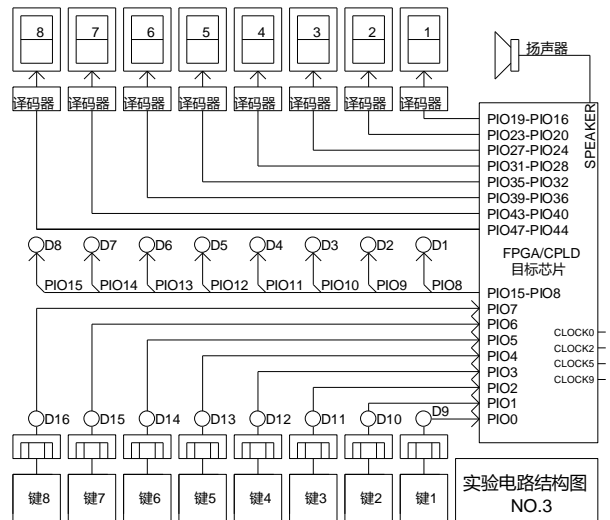 8 7 6 5 4 3 2 1
扬声器
译码器 译码器 译码器 译码器 译码器 译码器 译码器 译码器
SPEAKER
PIO19-PIO16
PIO23-PIO20
PIO27-PIO24
PIO31-PIO28
PIO35-PIO32
PIO39-PIO36
PIO43-PIO40
PIO47-PIO44
D8 D7 D6 D5 D4 D3 D2 D1
FPGA/CPLD
目标芯片
PIO15 PIO14 PIO13 PIO12 PIO11 PIO10 PIO9 PIO8
PIO15-PIO8
PIO7
PIO6
PIO5
PIO4
PIO3
PIO2
PIO1
PIO0
CLOCK0
CLOCK2
CLOCK5
CLOCK9
D16 D15 D14 D13 D12 D11 D10 D9
键8 键7 键6 键5 键4 键3 键2 键1
实验电路结构图
NO.3